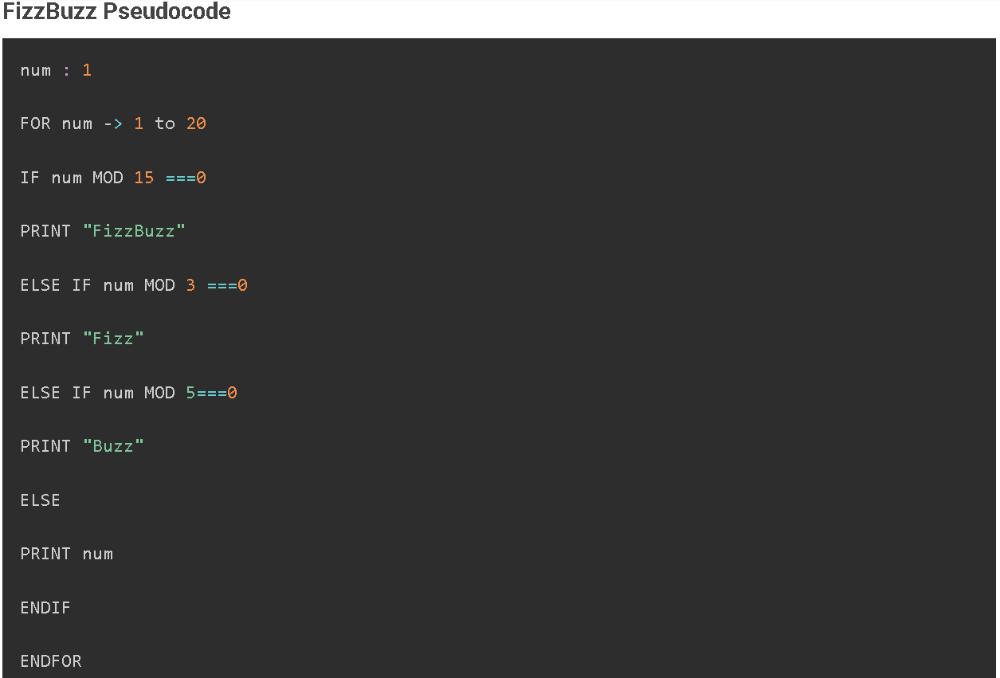 FizzBuzz Pseudocode
num : 1
FOR num -> 1 to 20
IF num MOD 15 ===0
PRINT "FizzBuzz"
ELSE IF num MOD 3 ===0
PRINT "Fizz"
ELSE IF num MOD 5===0
PRINT "Buzz"
ELSE
PRINT num
ENDIF
ENDFOR